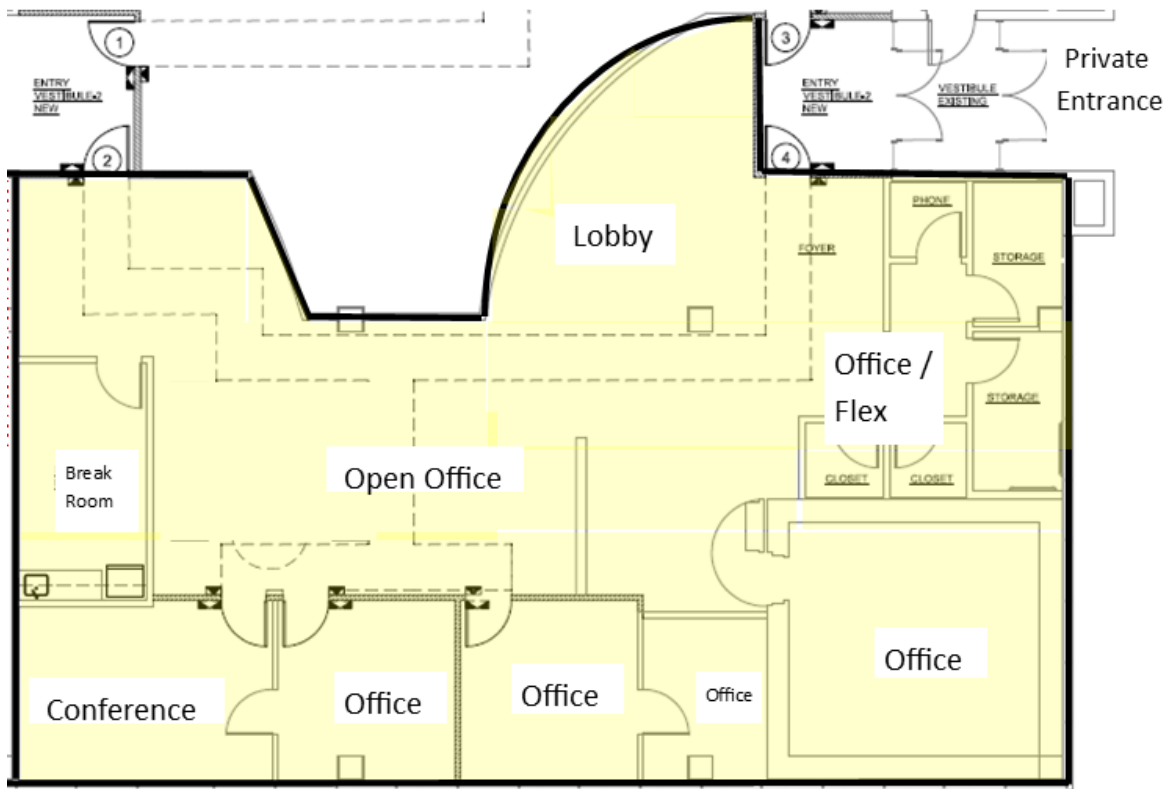 1
ENTRY
VESTIBULE-2
NEW
2
3
ENTRY
VESTIBULE-2
NEW
4
VESTIBULE
EXISTING
Private
Entrance
Lobby
FOYER
PHONE
STORAGE
Office /
Flex
STORAGE
Break
Room
Open Office
CLOSET
CLOSET
Conference
Office
Office
Office
Office